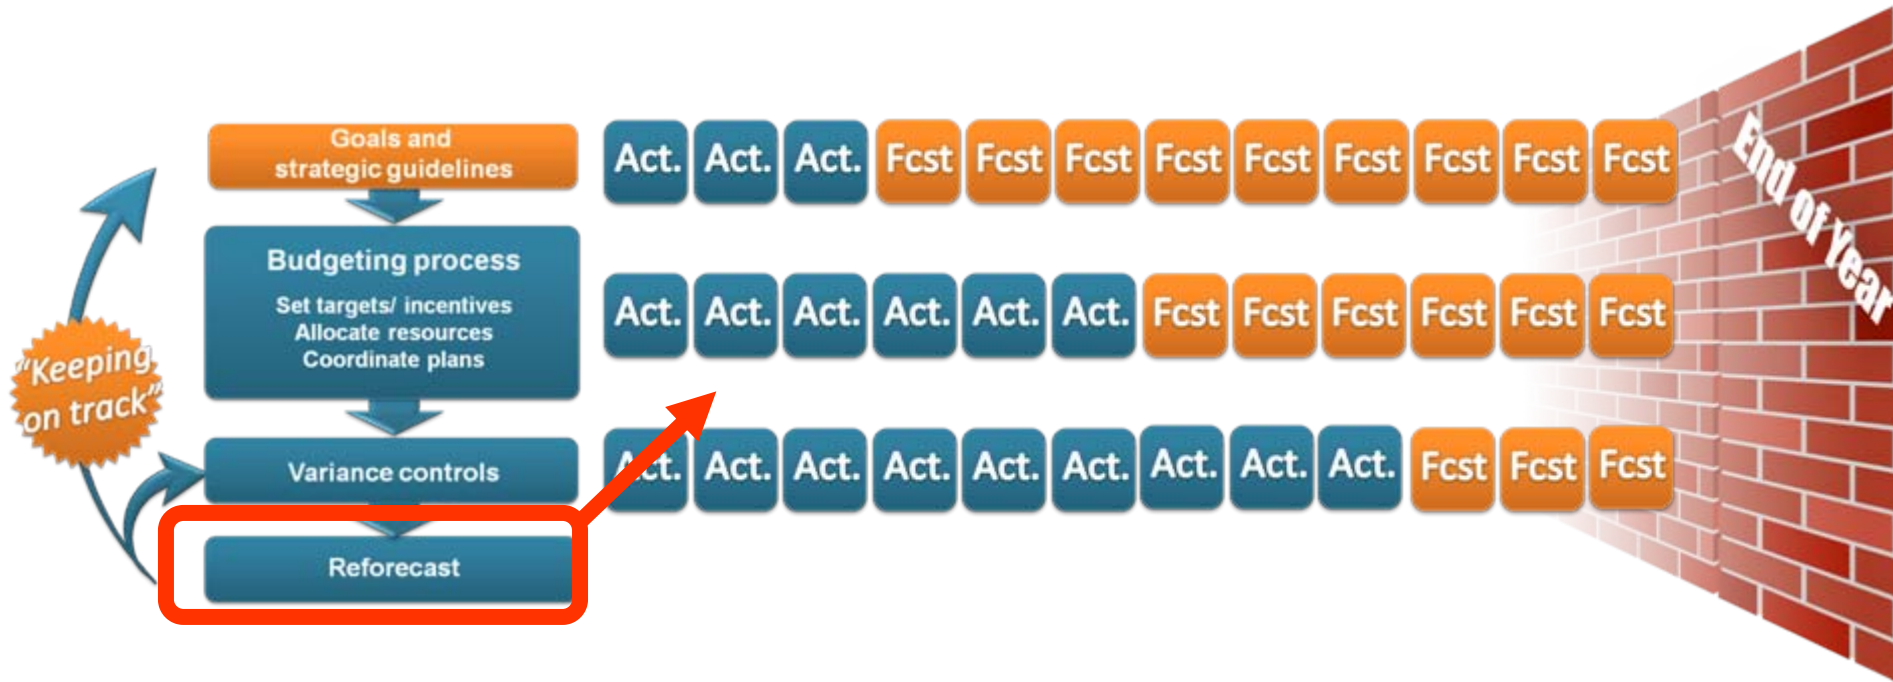 Goals and
strategic guidelines
Budgeting process
Set targets/ incentives
Allocate resources
Coordinate plans
Variance controls
Reforecast
"Keeping
on track"
Act. Act. Act. Fcst Fcst Fcst Fcst Fcst Fcst Fcst Fcst Fcst
Act. Act. Act. Act. Act. Act. Fcst Fcst Fcst Fcst Fcst Fcst
Act. Act. Act. Act. Act. Act. Act. Act. Act. Fcst Fcst Fcst
End of Year